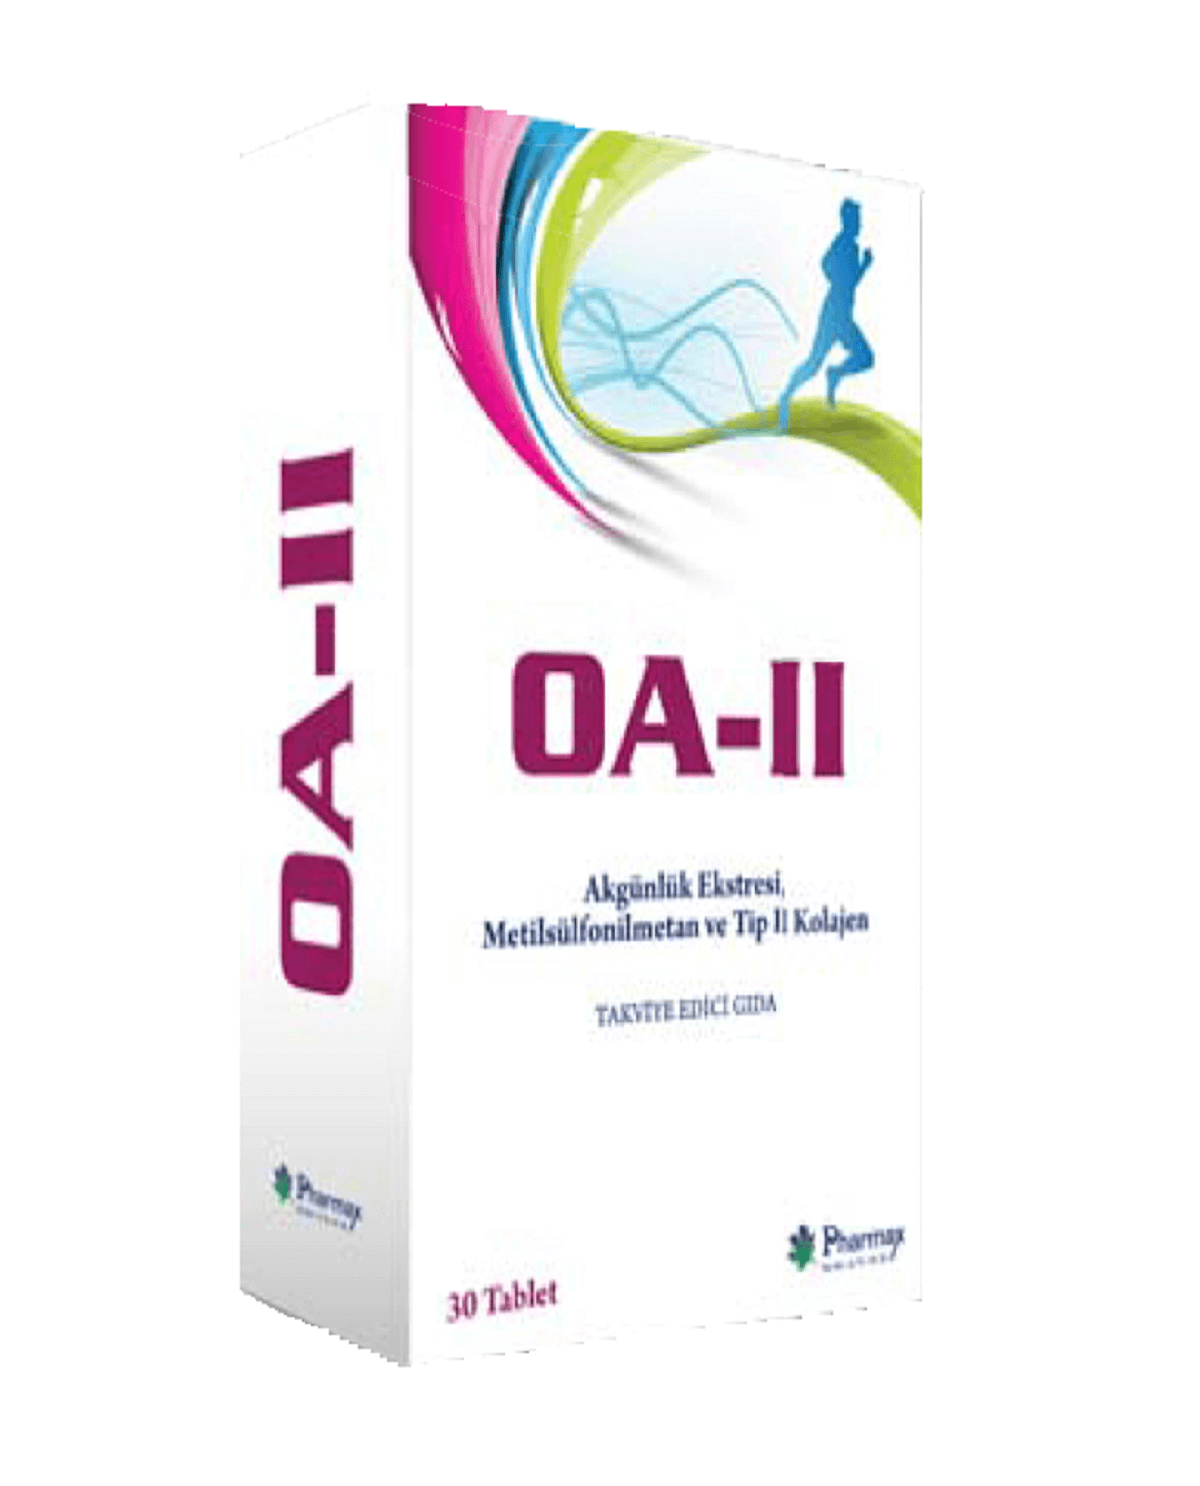 OA-II
OA-II
Akgünlük Ekstresi,
Metilsülfonilmetan ve Tip II Kolajen
TAKVİYE EDİCİ GIDA
Pharmax
Pharmax
30 Tablet